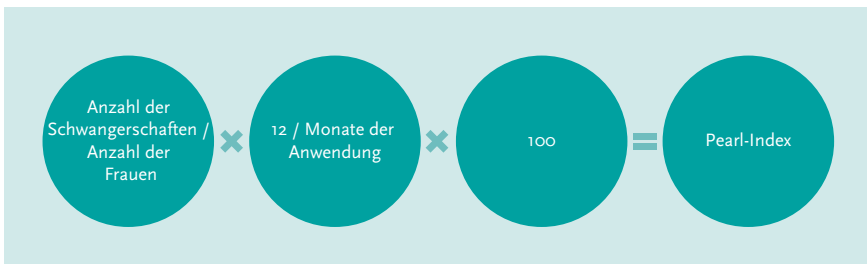 Anzahl der
Schwangerschaften /
Anzahl der
Frauen
12 / Monate der
Anwendung
100
Pearl-Index